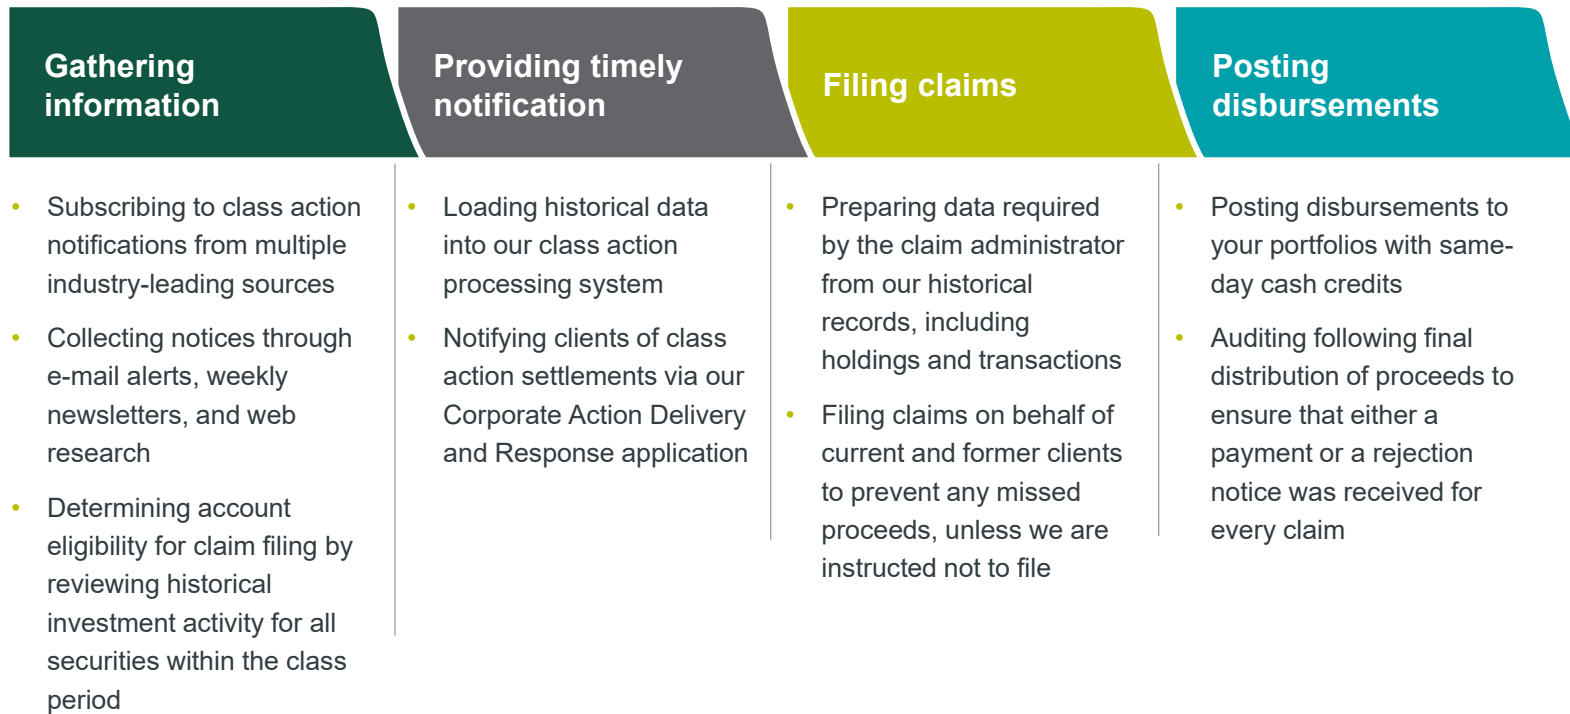 Gathering
information
Providing timely
notification
Filing claims
Posting
disbursements
• Subscribing to class action
notifications from multiple
industry-leading sources
• Collecting notices through
e-mail alerts, weekly
newsletters, and web
research
• Determining account
eligibility for claim filing by
reviewing historical
investment activity for all
securities within the class
period
• Loading historical data
into our class action
processing system
• Notifying clients of class
action settlements via our
Corporate Action Delivery
and Response application
• Preparing data required
by the claim administrator
from our historical
records, including
holdings and transactions
• Filing claims on behalf of
current and former clients
to prevent any missed
proceeds, unless we are
instructed not to file
• Posting disbursements to
your portfolios with same-
day cash credits
• Auditing following final
distribution of proceeds to
ensure that either a
payment or a rejection
notice was received for
every claim